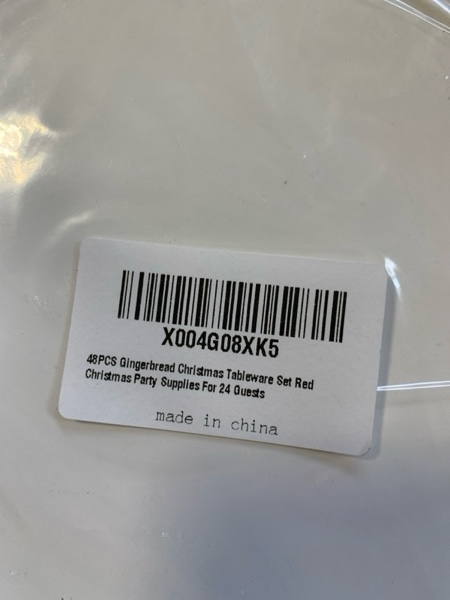 X004G08XK5
48PCS Gingerbread Christmas Tableware Set Red
Christmas Party Supplies For 24 Guests
made in china